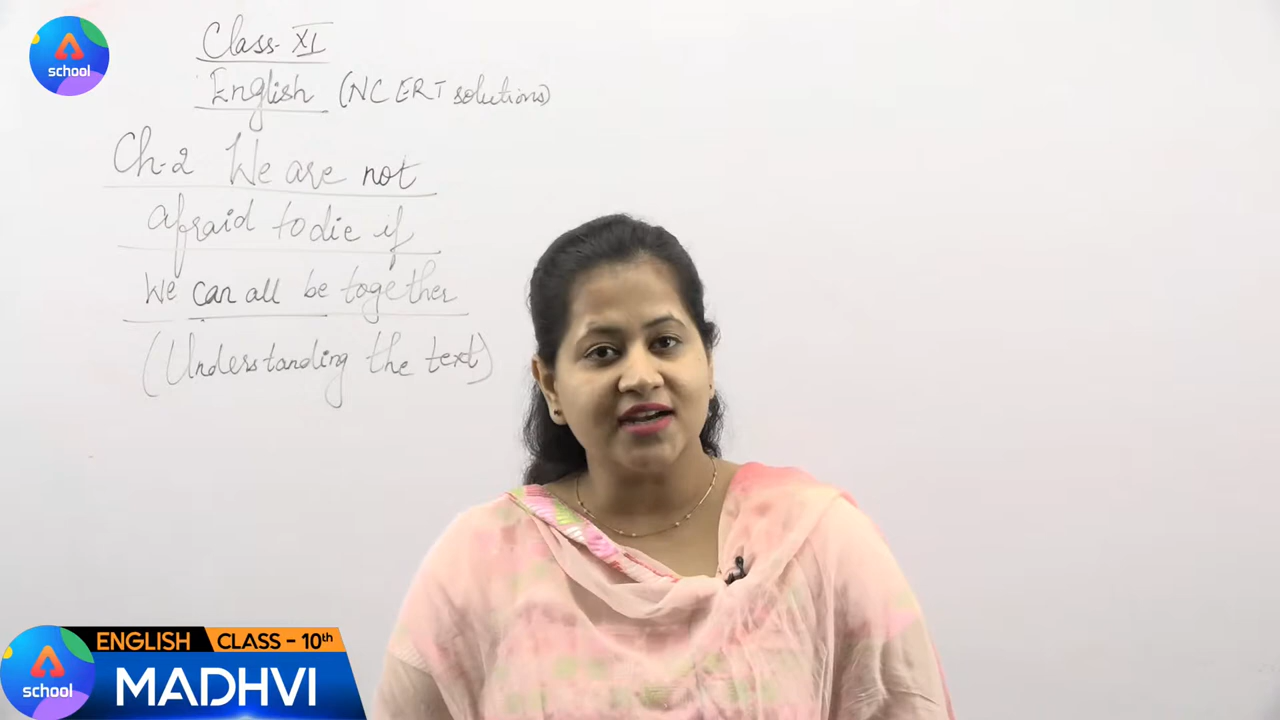 school
Class-XI
English (NCERT solutions)
Ch-2 We are not
afraid to die if
We can all be together
(Understanding the text)
school
ENGLISH CLASS - 10th
MADHVI